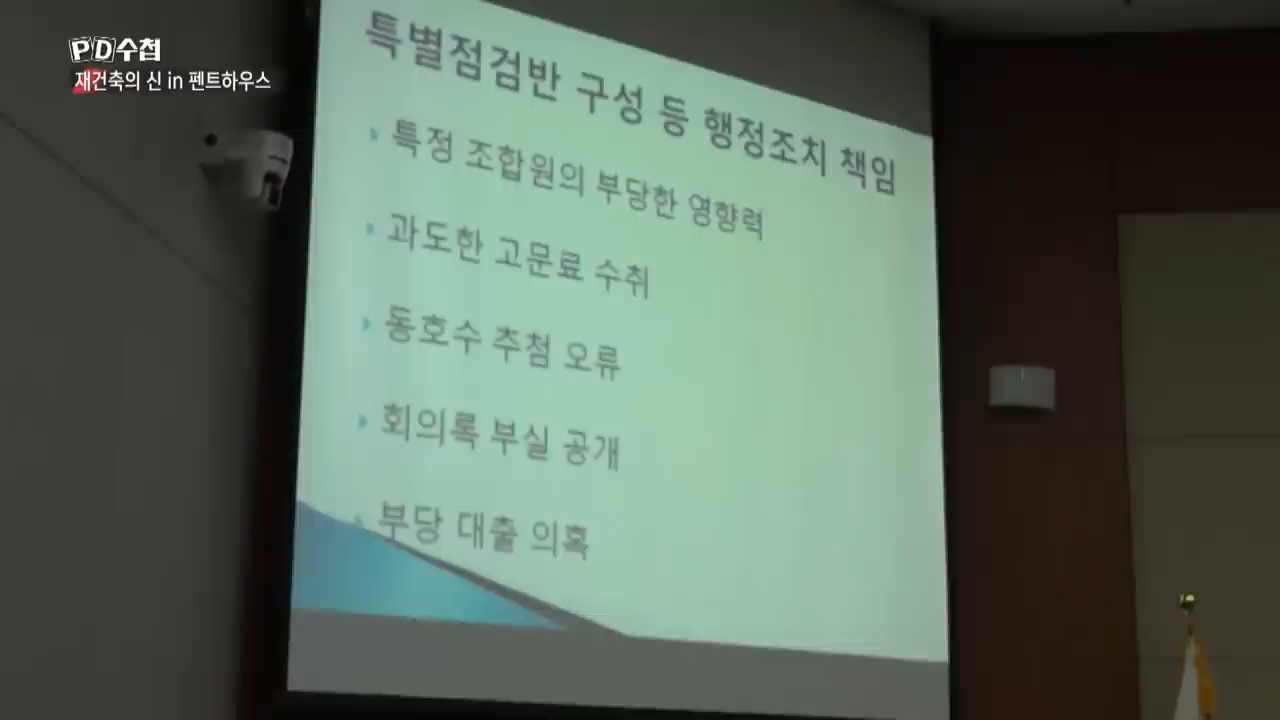 PD수첩
재건축의 신 in 펜트하우스
특별점검반 구성 등 행정조치 책임
특정 조합원의 부당한 영향력
과도한 고문료 수취
동호수 추첨 오류
회의록 부실 공개
부당 대출 의혹